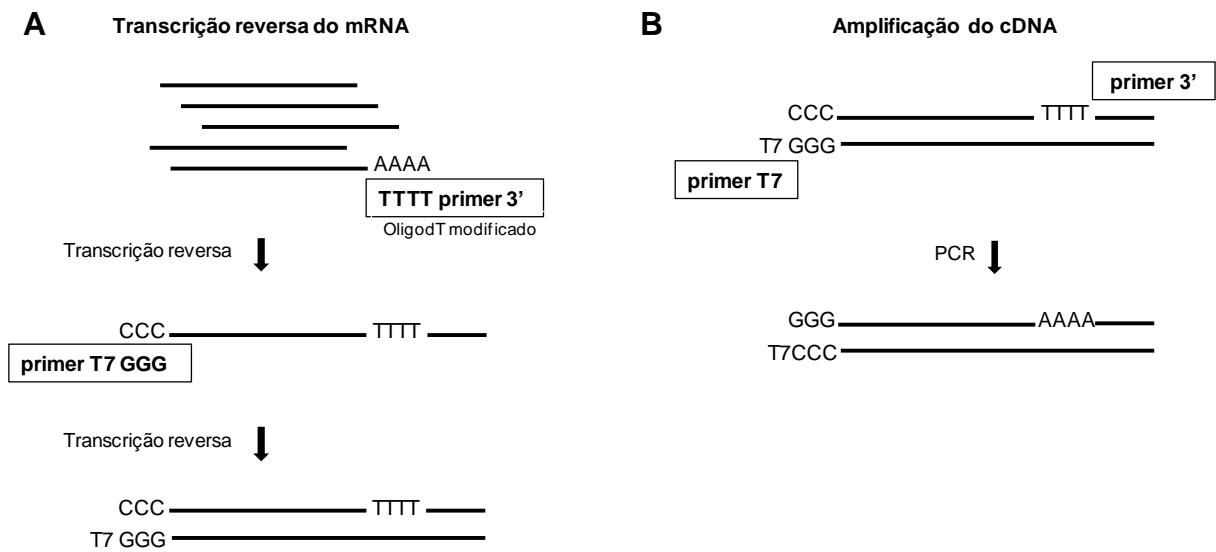 A Transcrição reversa do mRNA
AAAA
TTTT primer 3’
OligodT modificado
Transcrição reversa
CCC TTTT
primer T7 GGG
Transcrição reversa
CCC TTTT
T7 GGG
B Amplificação do cDNA
primer 3’
CCC TTTT
T7 GGG
primer T7
PCR
GGG AAAA
T7CCC